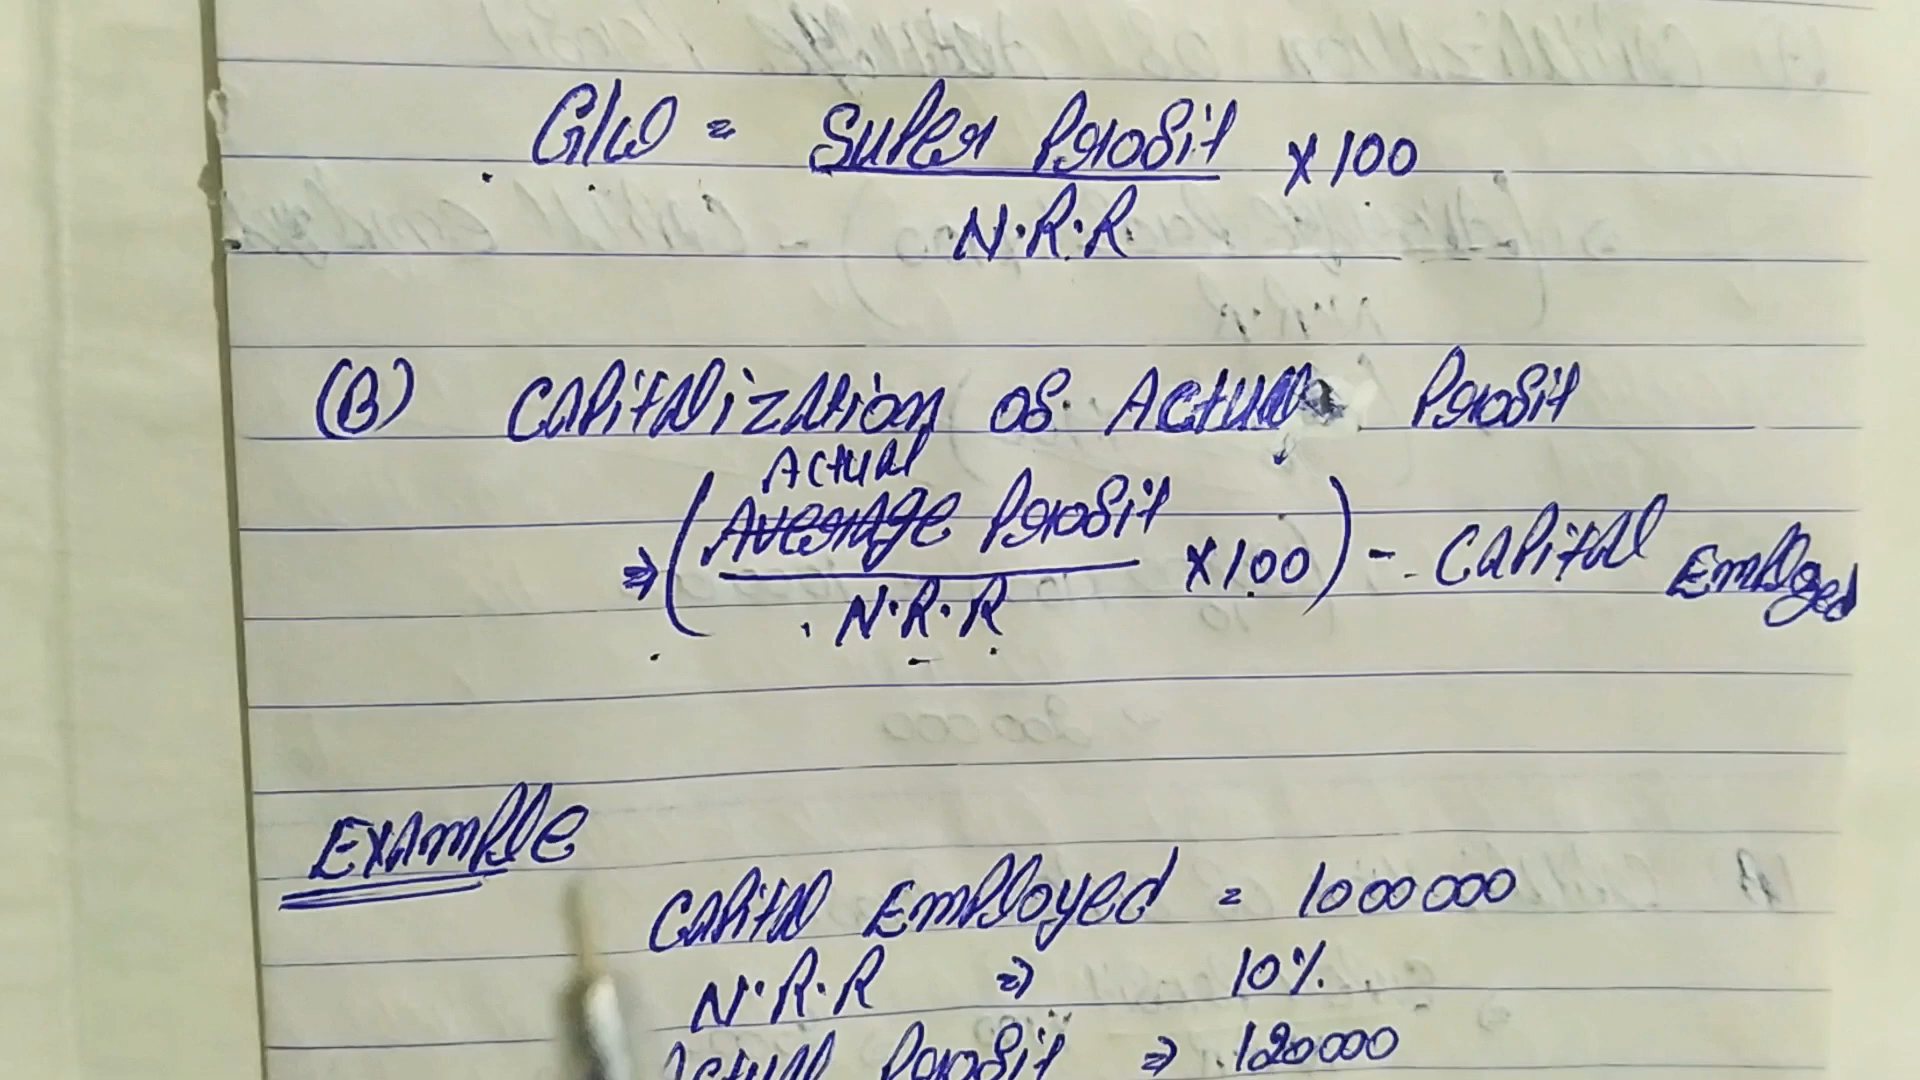 G/W = Super Profit × 100
N.R.R
(B) Capitalization of Actual Profit
Actual
⇒ (Average Profit × 100) - Capital Employed
N.R.R
Example
Capital Employed = 1000000
N.R.R ⇒ 10%
Actual Profit ⇒ 120000